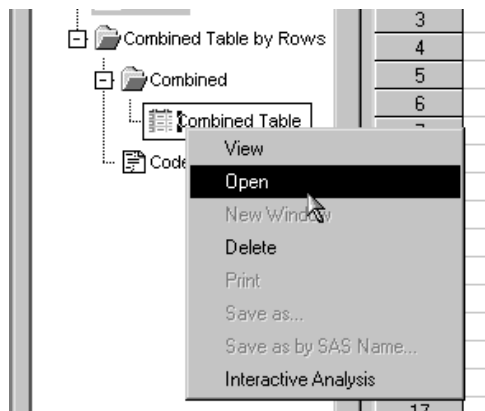 3
Combined Table by Rows
4
Combined
5
6
Combined Table
Code
View
Open
New Window
Delete
Print
Save as...
Save as by SAS Name...
Interactive Analysis